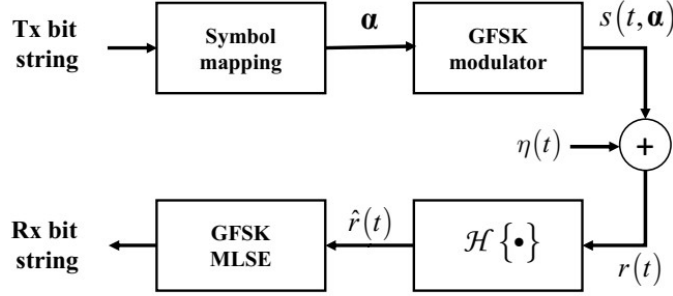 Tx bit
string
Symbol
mapping
α
GFSK
modulator
s(t, α)
η(t)
+
Rx bit
string
GFSK
MLSE
r̂(t)
ℋ {•}
r(t)